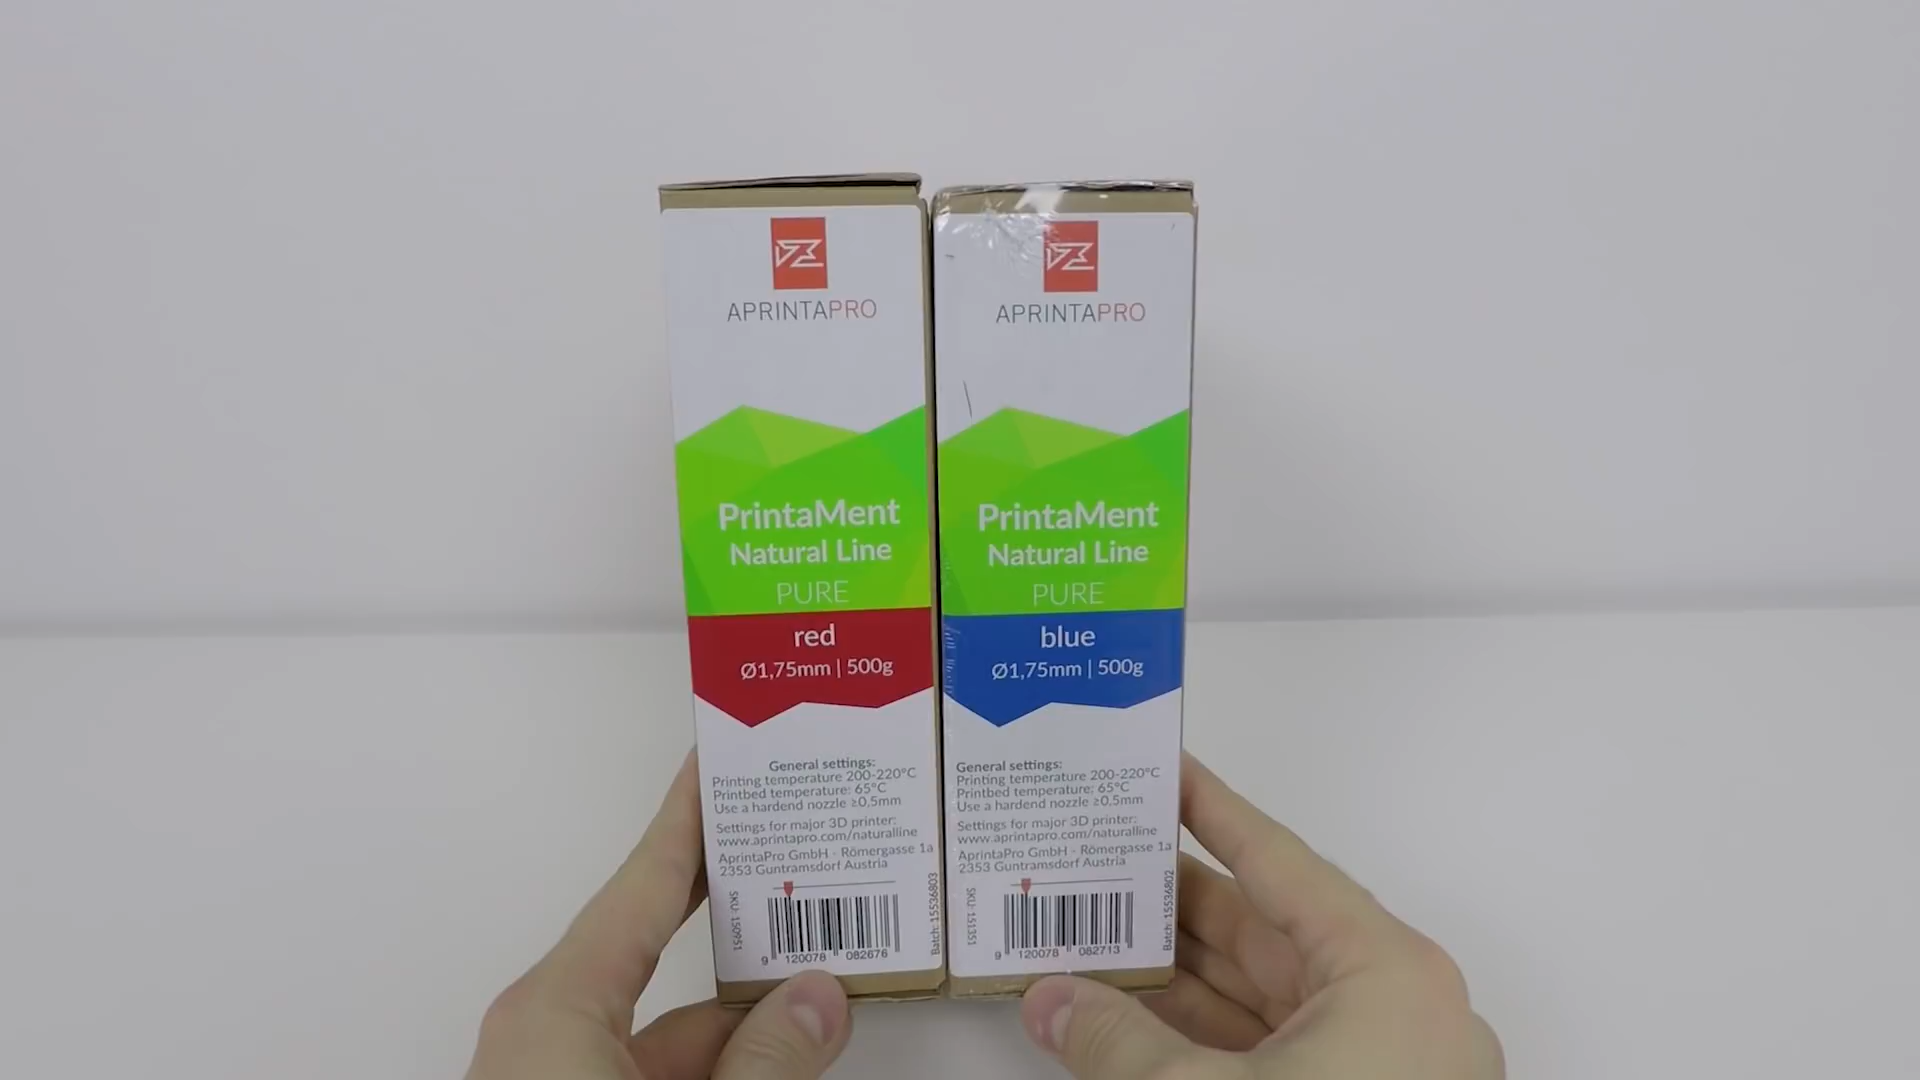 APRINTAPRO
PrintaMent
Natural Line
PURE
red
Ø1,75mm | 500g
General settings:
Printing temperature 200-220°C
Printbed temperature: 65°C
Use a hardend nozzle ≥0,5mm
Settings for major 3D printer:
www.aprintapro.com/naturalline
AprintaPro GmbH - Römergasse 1a
2353 Guntramsdorf Austria
SKU: 150951
Batch: 15536803
9 120078 082676
APRINTAPRO
PrintaMent
Natural Line
PURE
blue
Ø1,75mm | 500g
General settings:
Printing temperature 200-220°C
Printbed temperature: 65°C
Use a hardend nozzle ≥0,5mm
Settings for major 3D printer:
www.aprintapro.com/naturalline
AprintaPro GmbH - Römergasse 1a
2353 Guntramsdorf Austria
SKU: 151351
Batch: 15536802
9 120078 082713